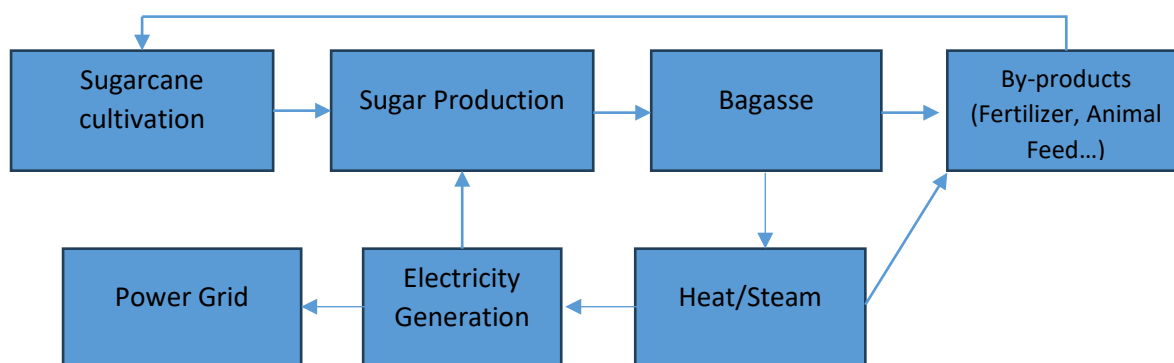 Sugarcane
cultivation
Sugar Production
Bagasse
By-products
(Fertilizer, Animal
Feed…)
Power Grid
Electricity
Generation
Heat/Steam